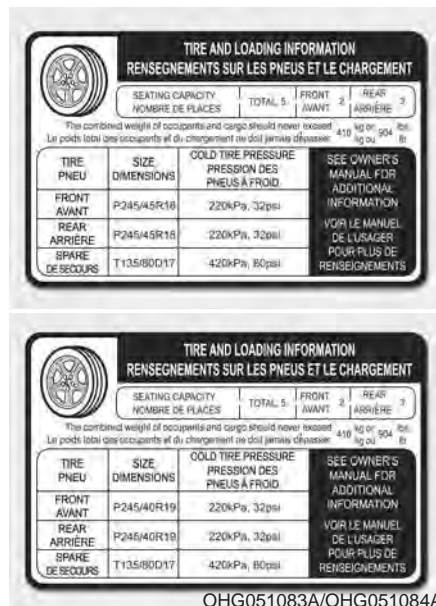 TIRE AND LOADING INFORMATION
RENSEGNEMENTS SUR LES PNEUS ET LE CHARGEMENT
SEATING CAPACITY
NOMBRE DE PLACES
TOTAL 5
FRONT
AVANT
2
REAR
ARRIÈRE
3
The combined weight of occupants and cargo should never exceed 410 kg or 904 lbs.
Le poids total des occupants et du chargement ne doit jamais dépasser kg ou lb
TIRE
PNEU
SIZE
DIMENSIONS
COLD TIRE PRESSURE
PRESSION DES
PNEUS À FROID
SEE OWNER'S
MANUAL FOR
ADDITIONAL
INFORMATION
VOIR LE MANUEL
DE L'USAGER
POUR PLUS DE
RENSEIGNEMENTS
FRONT
AVANT
P245/45R18
220kPa, 32psi
REAR
ARRIÈRE
P245/45R18
220kPa, 32psi
SPARE
DE SECOURS
T135/80D17
420kPa, 60psi
TIRE AND LOADING INFORMATION
RENSEGNEMENTS SUR LES PNEUS ET LE CHARGEMENT
SEATING CAPACITY
NOMBRE DE PLACES
TOTAL 5
FRONT
AVANT
2
REAR
ARRIÈRE
3
The combined weight of occupants and cargo should never exceed 410 kg or 904 lbs.
Le poids total des occupants et du chargement ne doit jamais dépasser kg ou lb
TIRE
PNEU
SIZE
DIMENSIONS
COLD TIRE PRESSURE
PRESSION DES
PNEUS À FROID
SEE OWNER'S
MANUAL FOR
ADDITIONAL
INFORMATION
VOIR LE MANUEL
DE L'USAGER
POUR PLUS DE
RENSEIGNEMENTS
FRONT
AVANT
P245/40R19
220kPa, 32psi
REAR
ARRIÈRE
P245/40R19
220kPa, 32psi
SPARE
DE SECOURS
T135/80D17
420kPa, 60psi
OHG051083A/OHG051084A